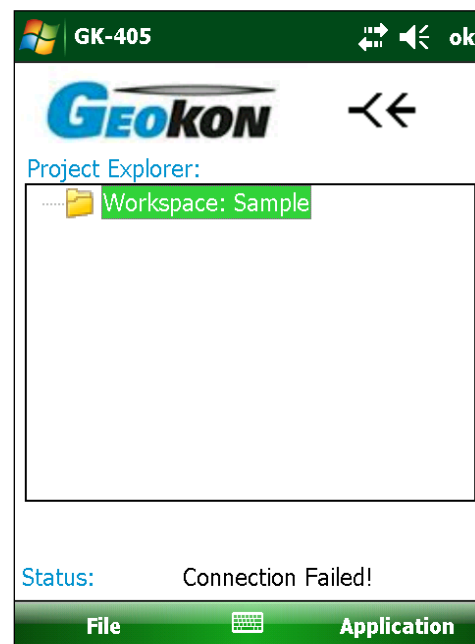 GK-405 ok
GEOKON
Project Explorer:
Workspace: Sample
Status: Connection Failed!
File Application